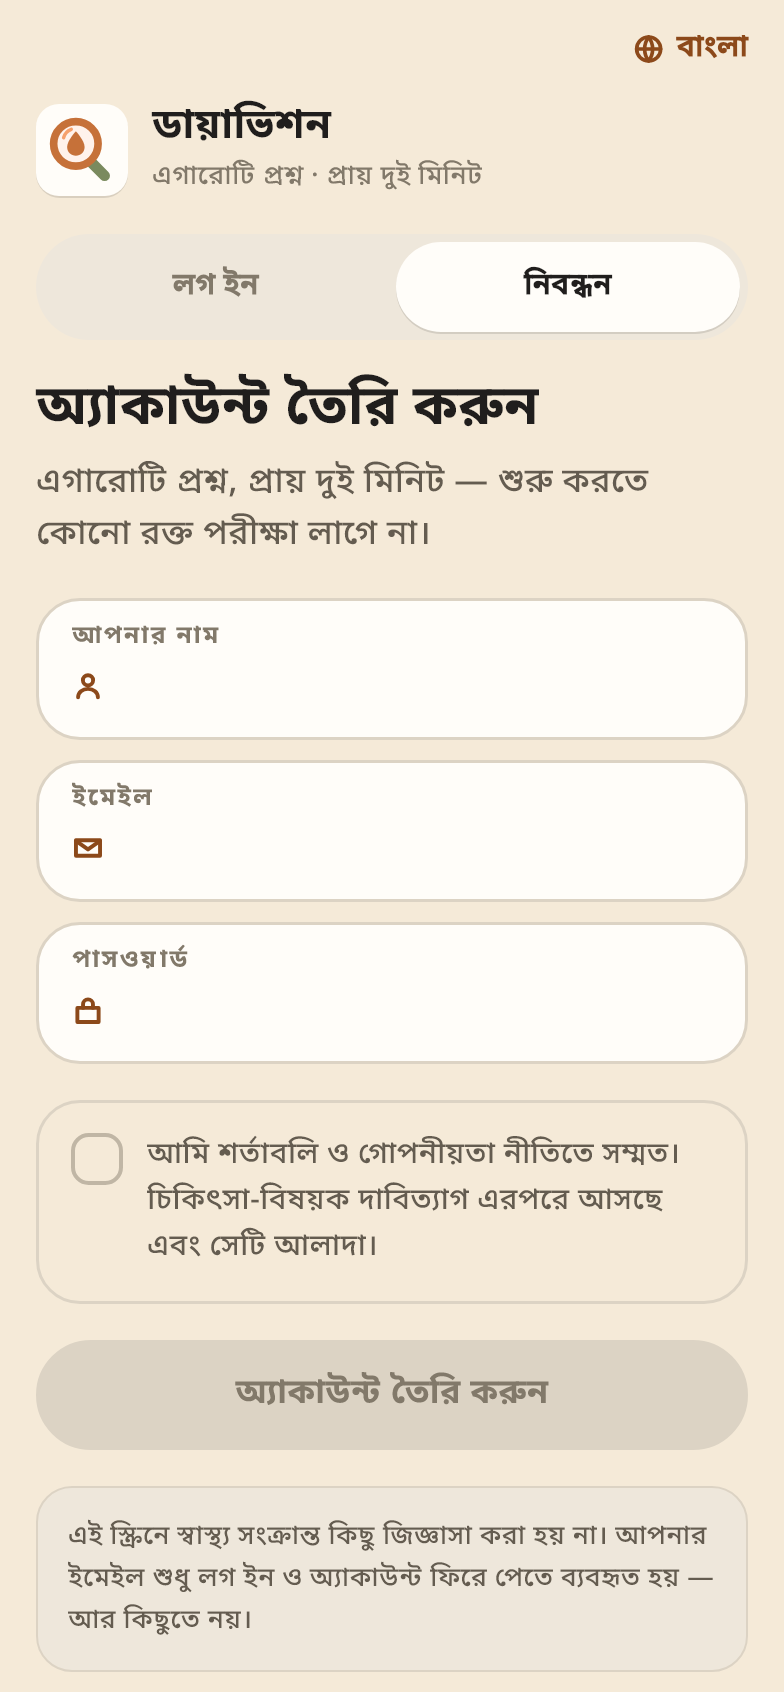 বাংলা
ডায়াভিশন
এগারোটি প্রশ্ন · প্রায় দুই মিনিট
লগ ইন
নিবন্ধন
অ্যাকাউন্ট তৈরি করুন
এগারোটি প্রশ্ন, প্রায় দুই মিনিট — শুরু করতে
কোনো রক্ত পরীক্ষা লাগে না।
আপনার নাম
ইমেইল
পাসওয়ার্ড
আমি শর্তাবলি ও গোপনীয়তা নীতিতে সম্মত।
চিকিৎসা-বিষয়ক দাবিত্যাগ এরপরে আসছে
এবং সেটি আলাদা।
অ্যাকাউন্ট তৈরি করুন
এই স্ক্রিনে স্বাস্থ্য সংক্রান্ত কিছু জিজ্ঞাসা করা হয় না। আপনার
ইমেইল শুধু লগ ইন ও অ্যাকাউন্ট ফিরে পেতে ব্যবহৃত হয় —
আর কিছুতে নয়।